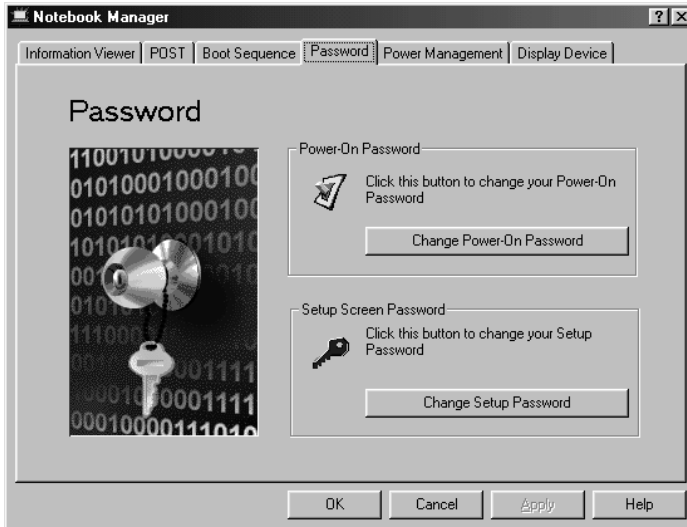 Notebook Manager
Information Viewer POST Boot Sequence Password Power Management Display Device
Password
Power-On Password
Click this button to change your Power-On
Password
Change Power-On Password
Setup Screen Password
Click this button to change your Setup
Password
Change Setup Password
OK Cancel Apply Help